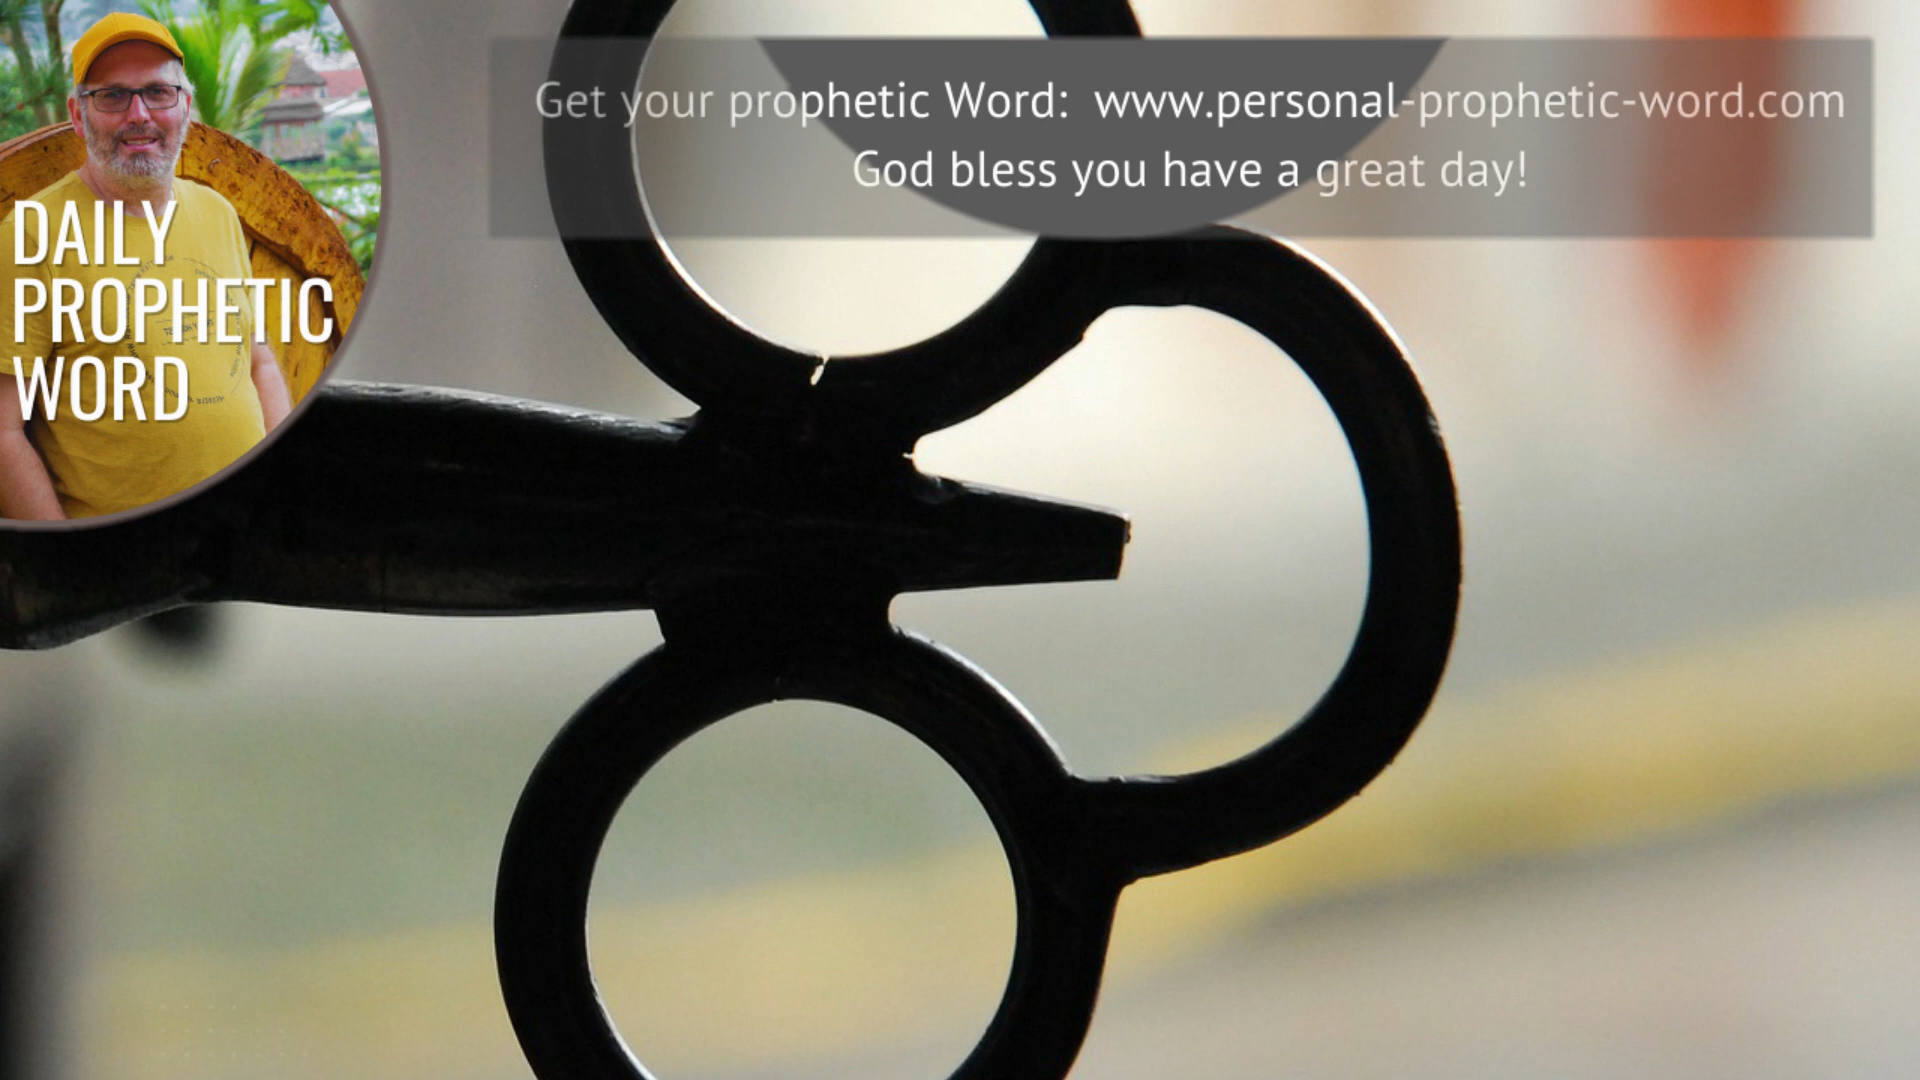 Get your prophetic Word:  www.personal-prophetic-word.com
God bless you have a great day!
DAILY
PROPHETIC
WORD